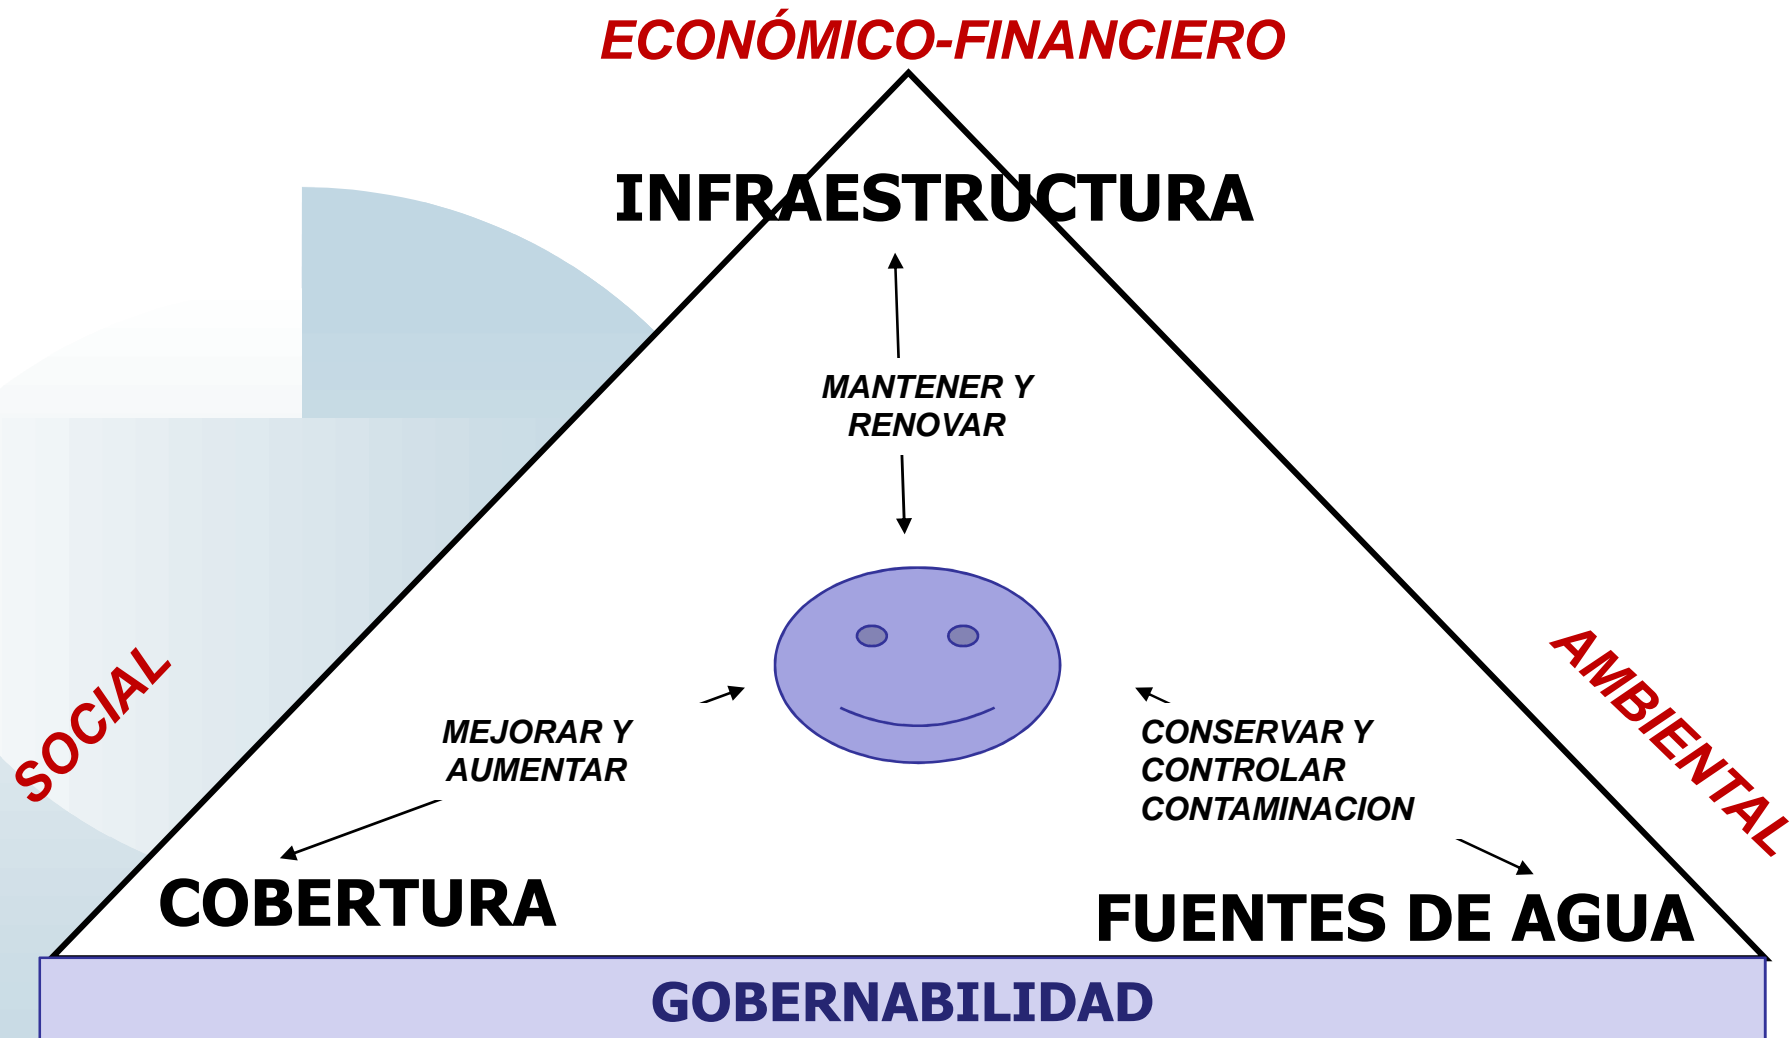 ECONÓMICO-FINANCIERO
INFRAESTRUCTURA
MANTENER Y
RENOVAR
SOCIAL
AMBIENTAL
MEJORAR Y
AUMENTAR
CONSERVAR Y
CONTROLAR
CONTAMINACION
COBERTURA
FUENTES DE AGUA
GOBERNABILIDAD